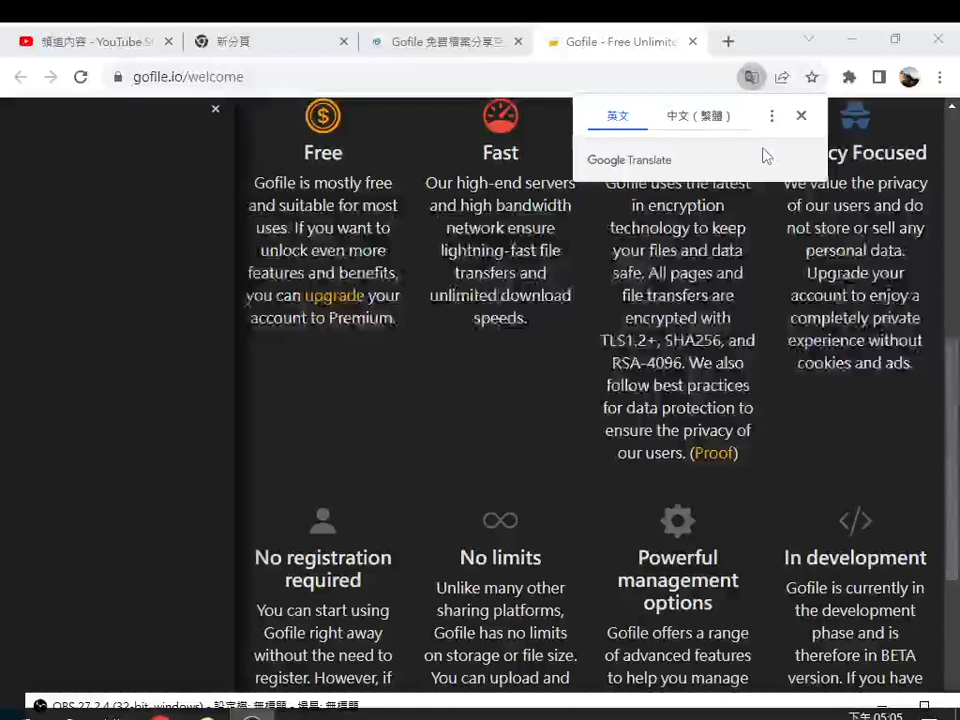 頻道內容 - YouTube St
新分頁
Gofile 免費檔案分享至
Gofile - Free Unlimite
gofile.io/welcome
英文
中文（繁體）
Google Translate
Free
Fast
cy Focused
Gofile is mostly free
and suitable for most
uses. If you want to
unlock even more
features and benefits,
you can upgrade your
account to Premium.
Our high-end servers
and high bandwidth
network ensure
lightning-fast file
transfers and
unlimited download
speeds.
Gofile uses the latest
in encryption
technology to keep
your files and data
safe. All pages and
file transfers are
encrypted with
TLS1.2+, SHA256, and
RSA-4096. We also
follow best practices
for data protection to
ensure the privacy of
our users. (Proof)
We value the privacy
of our users and do
not store or sell any
personal data.
Upgrade your
account to enjoy a
completely private
experience without
cookies and ads.
No registration
required
You can start using
Gofile right away
without the need to
register. However, if
No limits
Unlike many other
sharing platforms,
Gofile has no limits
on storage or file size.
You can upload and
Powerful
management
options
Gofile offers a range
of advanced features
to help you manage
In development
Gofile is currently in
the development
phase and is
therefore in BETA
version. If you have
OBS 27.2.4 (32-bit, windows) - 設定檔: 無標題 - 場景: 無標題
下午 05:05